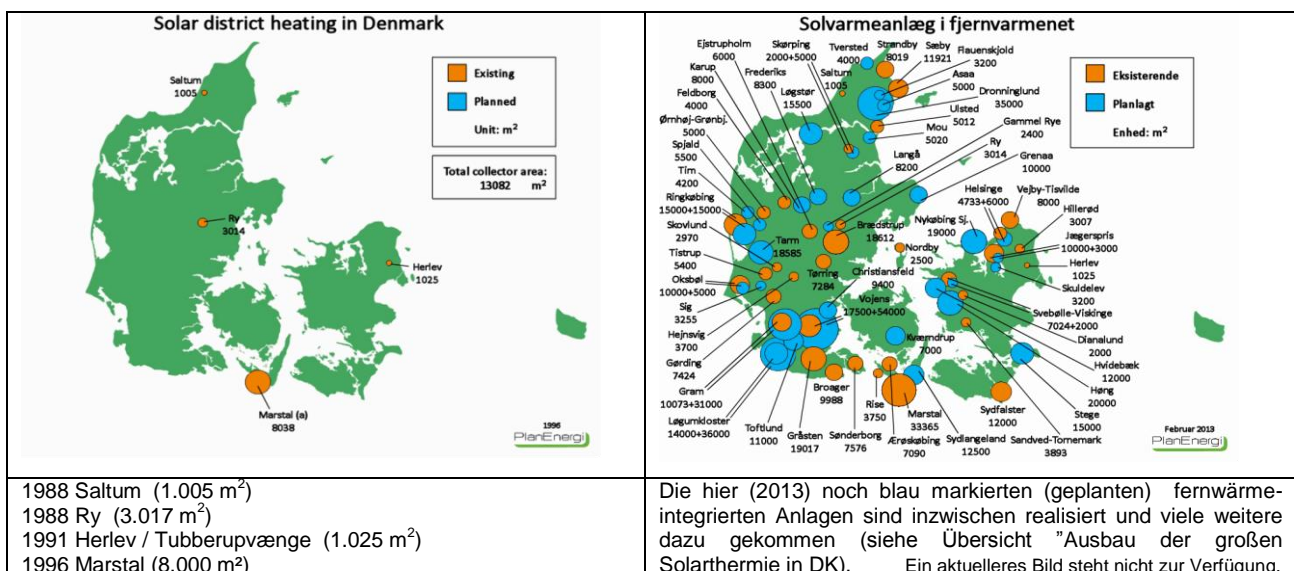 Solar district heating in Denmark
Existing
Planned
Unit: m²
Total collector area:
13082 m²
Saltum
1005
Ry
3014
Herlev
1025
Marstal (a)
8038
1996
PlanEnergi
Solvarmeanlæg i fjernvarmenet
Eksisterende
Planlagt
Enhed: m²
Ejstrupholm
6000
Skørping
2000+5000
Tversted
4000
Strandby
8019
Sæby
11921
Flauenskjold
3200
Karup
8000
Frederiks
8300
Saltum
1005
Asaa
5000
Feldborg
4000
Løgstør
15500
Dronninglund
35000
Ørnhøj-Grønbj.
5000
Ulsted
5012
Gammel Rye
2400
Spjald
5500
Mou
5020
Ry
3014
Tim
4200
Langå
8200
Grenaa
10000
Ringkøbing
15000+15000
Helsinge
4733+6000
Vejby-Tisvilde
8000
Skovlund
2970
Brædstrup
18612
Nykøbing Sj.
19000
Hillerød
3007
Tarm
18585
Nordby
2500
Jægerspris
10000+3000
Tistrup
5400
Tørring
7284
Christiansfeld
9400
Herlev
1025
Oksbøl
10000+5000
Vojens
17500+54000
Skuldelev
3200
Sig
3255
Svebølle-Viskinge
7024+2000
Hejnsvig
3700
Kværndrup
7000
Dianalund
2000
Gørding
7424
Hvidebæk
12000
Gram
10073+31000
Broager
9988
Rise
3750
Marstal
33365
Sydfalster
12000
Høng
20000
Løgumkloster
14000+36000
Toftlund
11000
Gråsten
19017
Sønderborg
7576
Ærøskøbing
7090
Sydlangeland
12500
Sandved-Tornemark
3893
Stege
15000
Februar 2013
PlanEnergi
1988 Saltum (1.005 m²)
1988 Ry (3.017 m²)
1991 Herlev / Tubberupvænge (1.025 m²)
1996 Marstal (8.000 m²)
Die hier (2013) noch blau markierten (geplanten) fernwärme-
integrierten Anlagen sind inzwischen realisiert und viele weitere
dazu gekommen (siehe Übersicht "Ausbau der großen
Solarthermie in DK). Ein aktuelleres Bild steht nicht zur Verfügung.